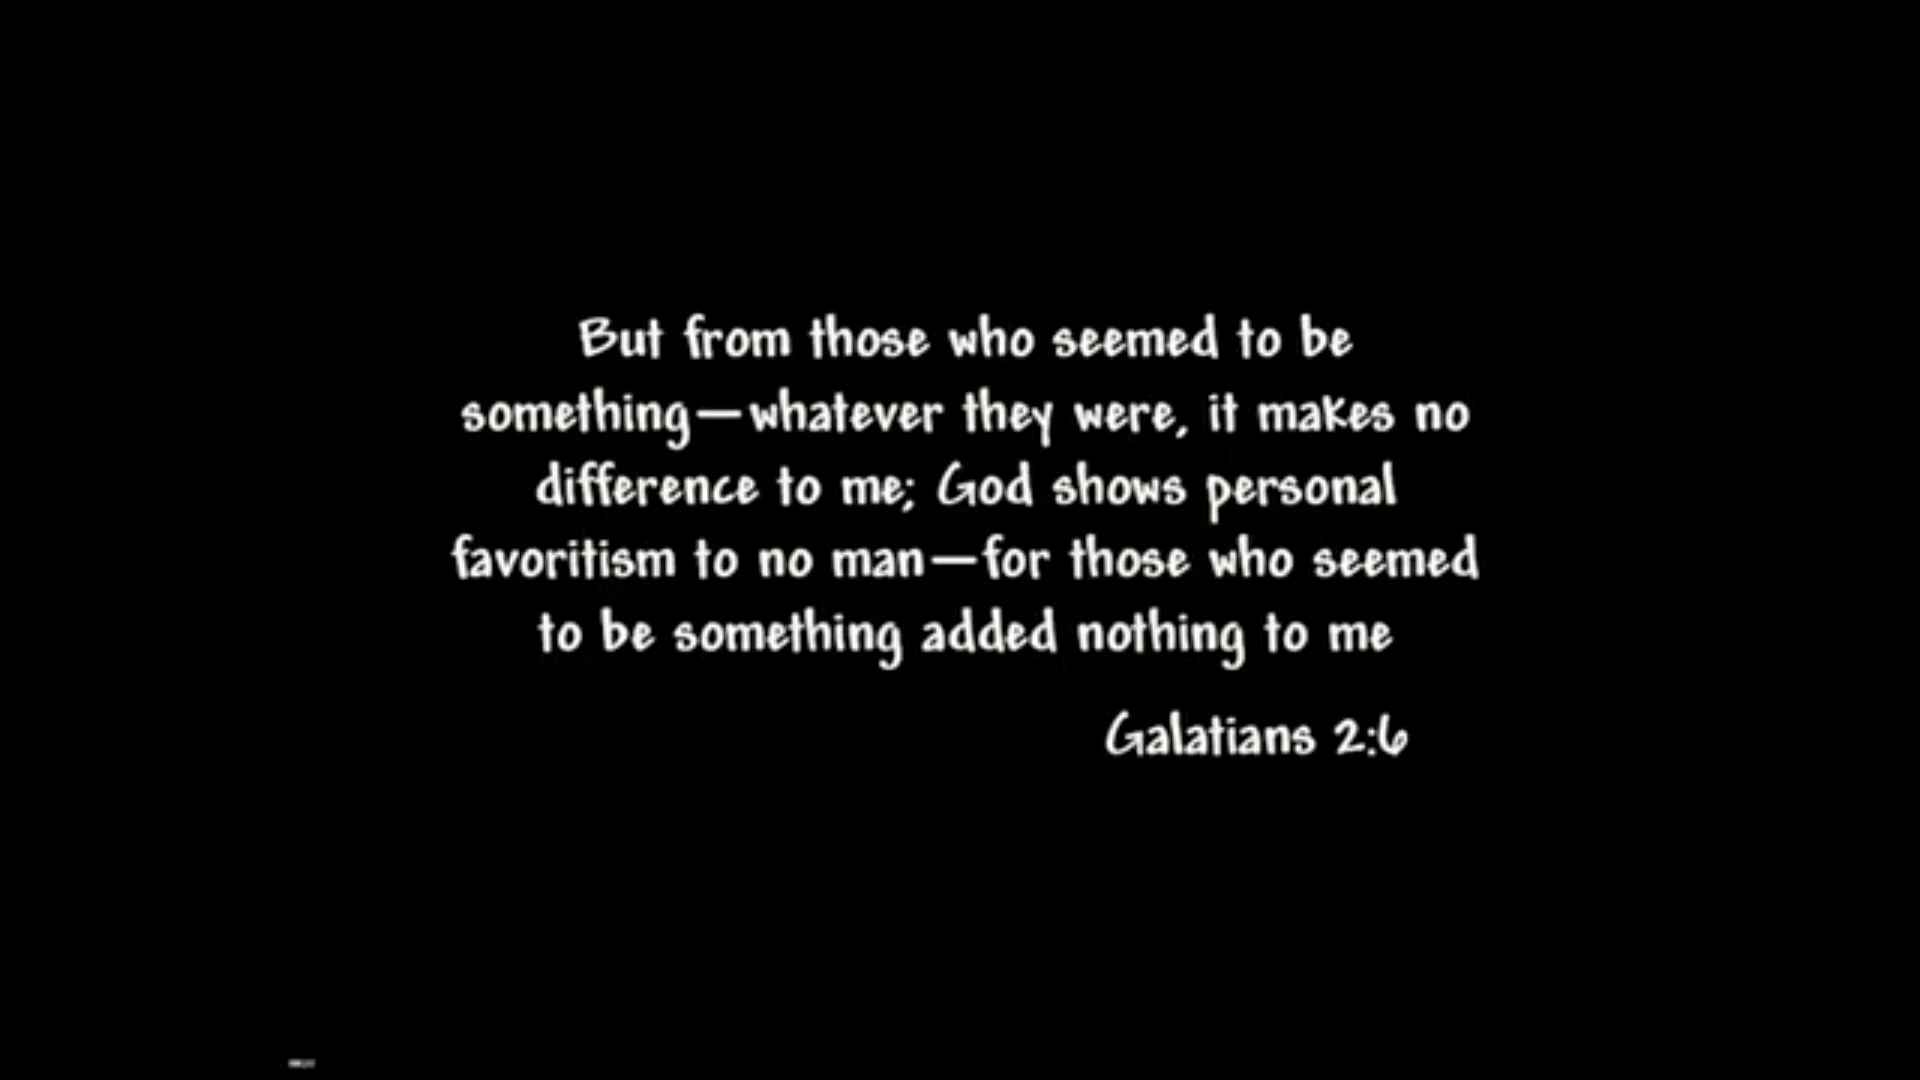 But from those who seemed to be
something—whatever they were, it makes no
difference to me; God shows personal
favoritism to no man—for those who seemed
to be something added nothing to me
Galatians 2:6